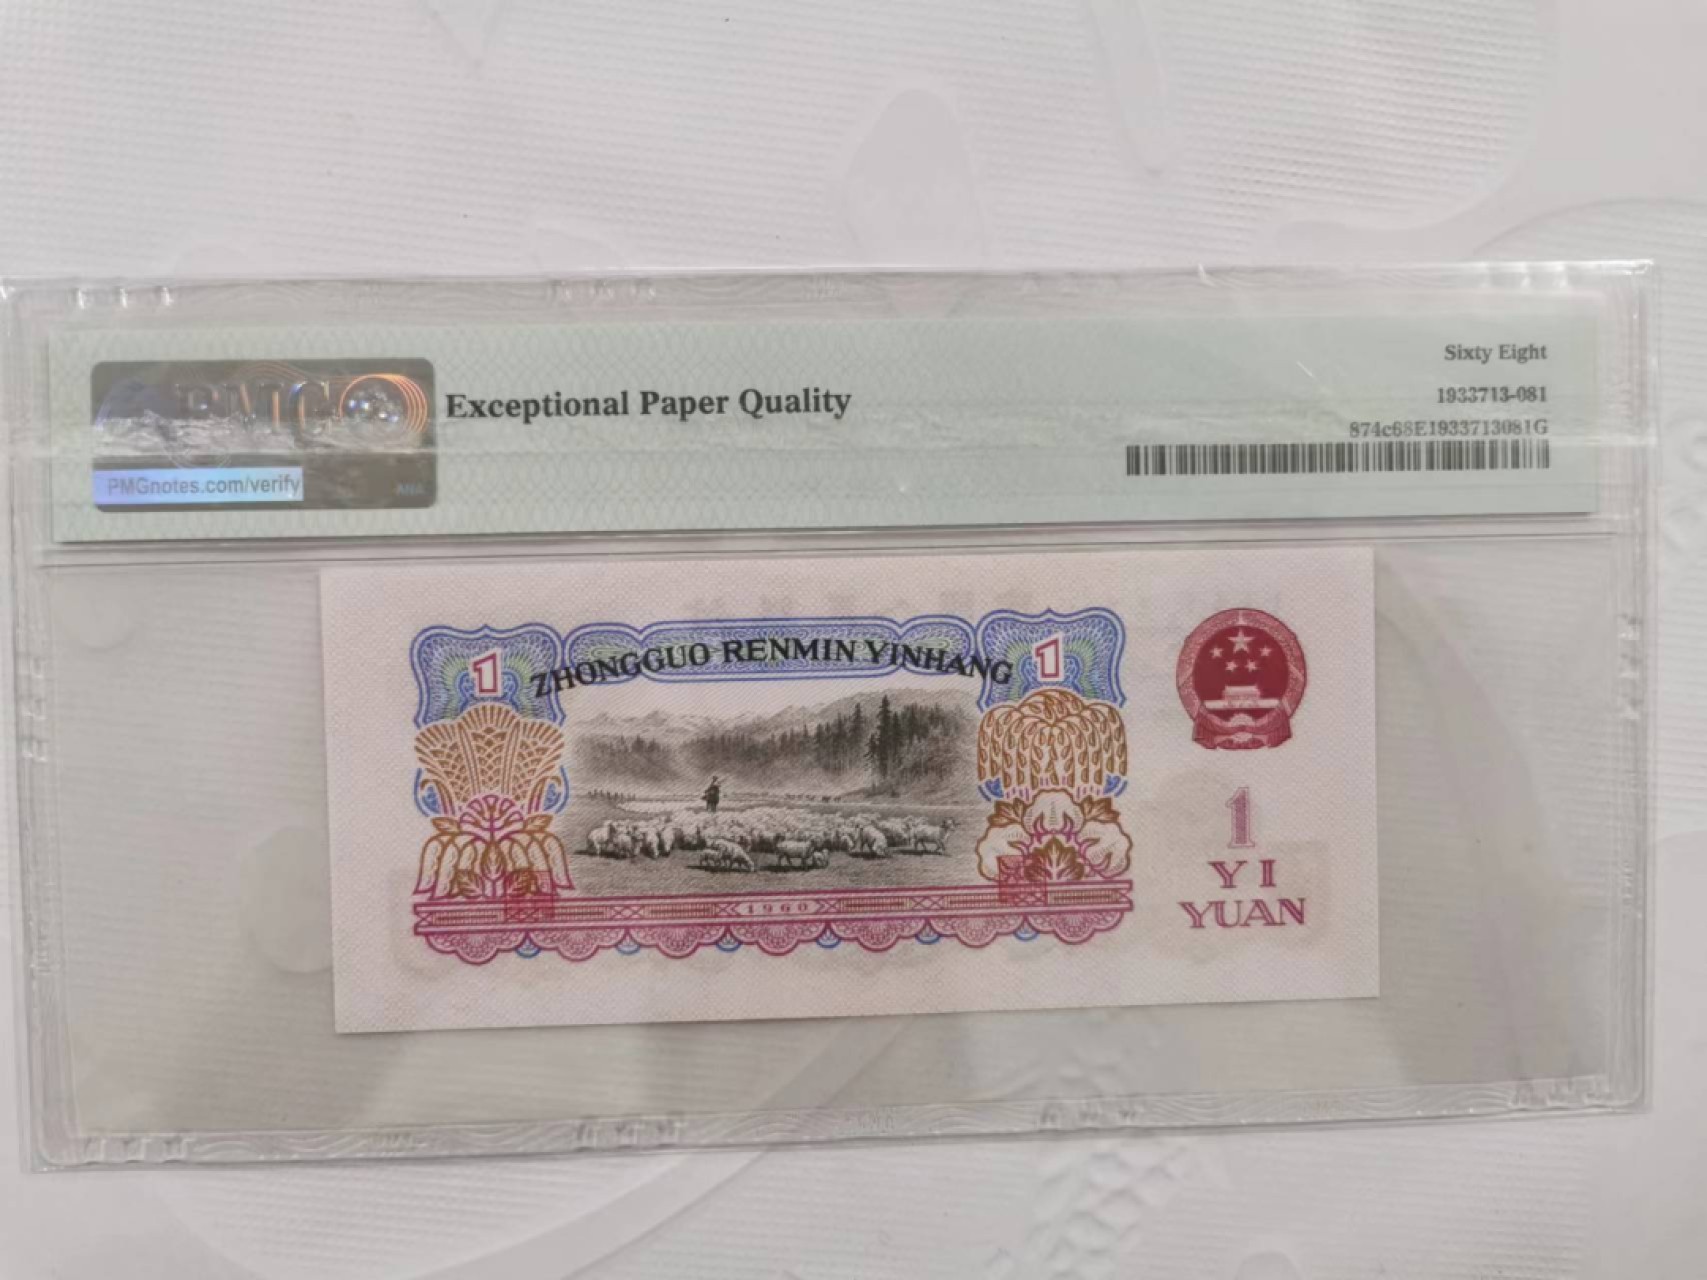 Sixty Eight
PMG
Exceptional Paper Quality
1933713-081
874c68E1933713081G
PMGnotes.com/verify
ANA
1 ZHONGGUO RENMIN YINHANG 1
1
YI
YUAN
1960